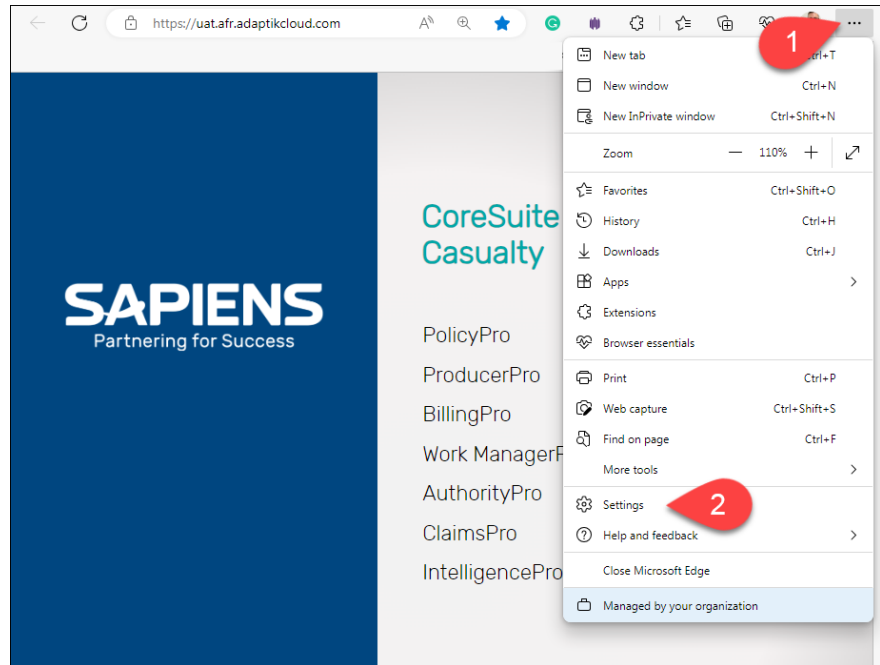 https://uat.afr.adaptikcloud.com
1
New tab
trl+T
New window Ctrl+N
New InPrivate window Ctrl+Shift+N
Zoom 110%
Favorites Ctrl+Shift+O
History Ctrl+H
Downloads Ctrl+J
Apps
Extensions
Browser essentials
Print Ctrl+P
Web capture Ctrl+Shift+S
Find on page Ctrl+F
More tools
Settings
2
Help and feedback
Close Microsoft Edge
Managed by your organization
SAPIENS
Partnering for Success
CoreSuite
Casualty
PolicyPro
ProducerPro
BillingPro
Work ManagerP
AuthorityPro
ClaimsPro
IntelligencePro